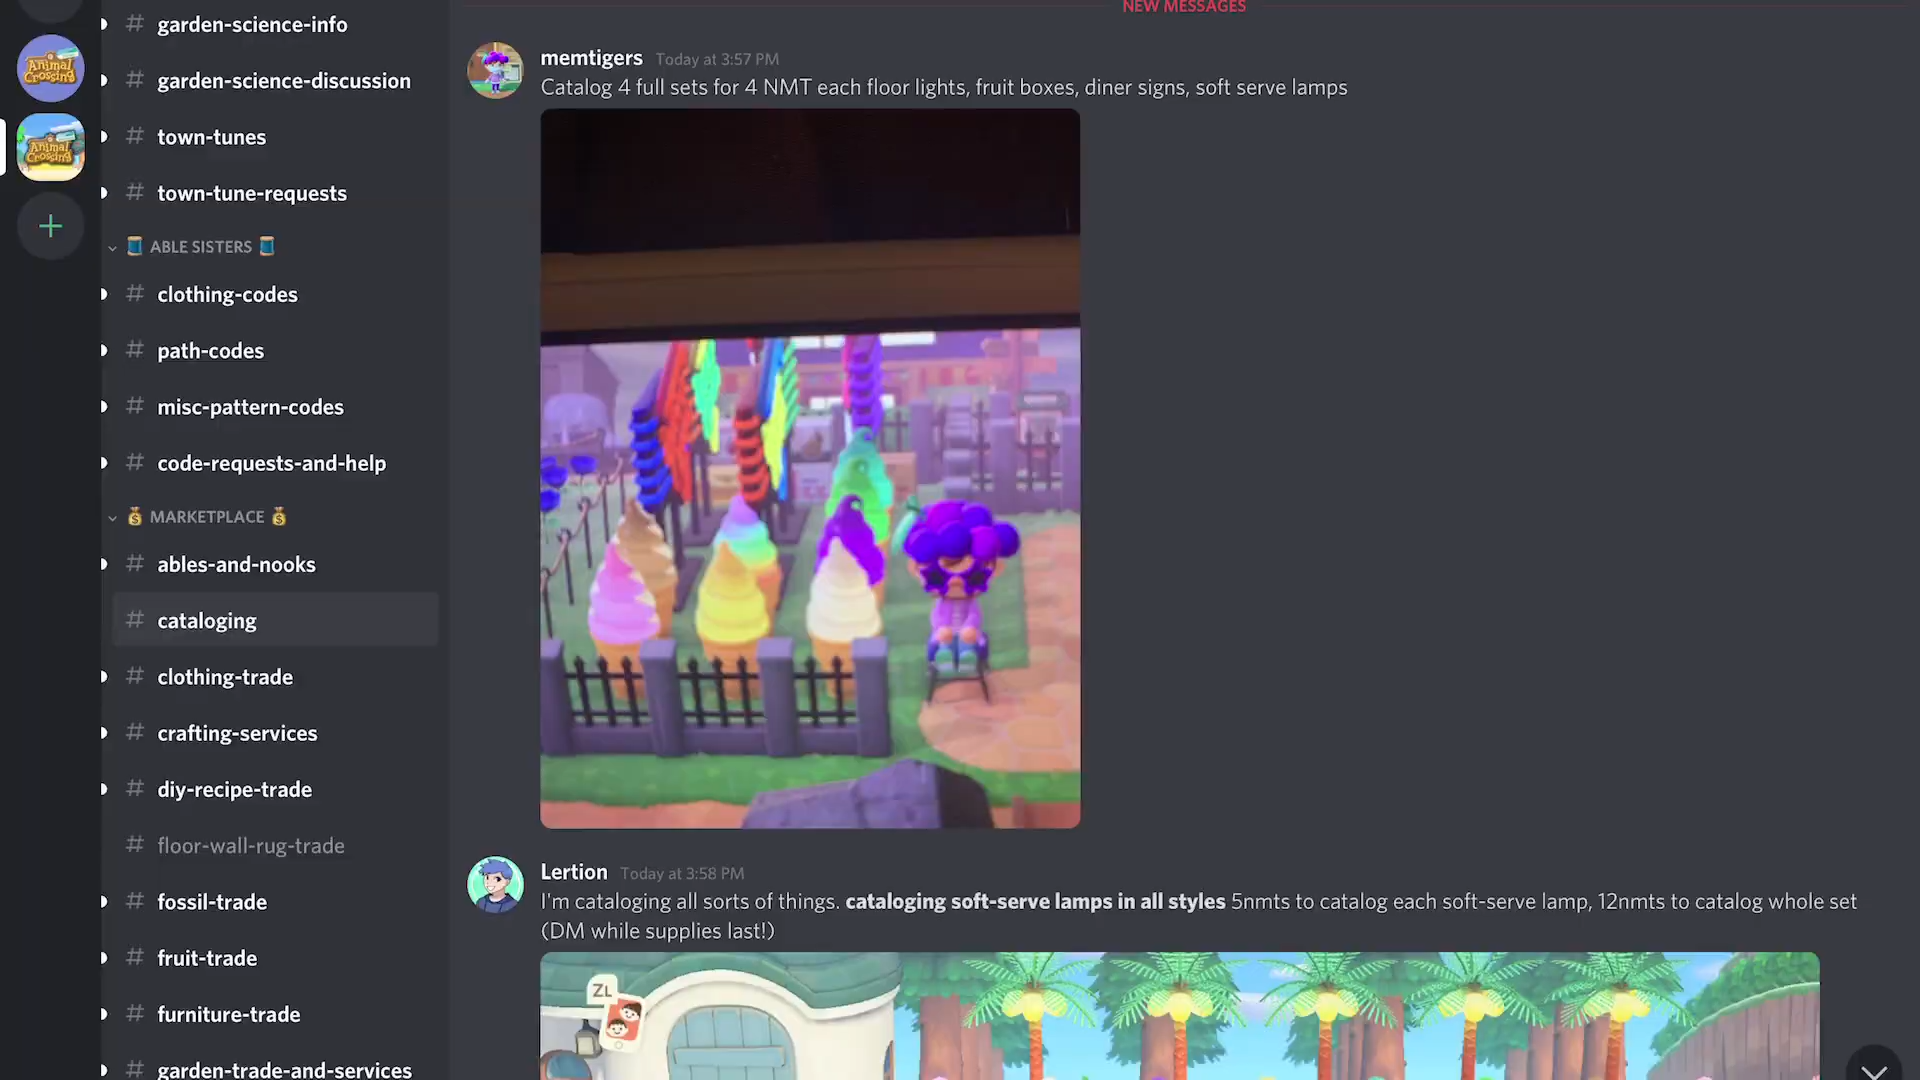 NEW MESSAGES
Animal
Crossing
Animal
Crossing
garden-science-info
garden-science-discussion
town-tunes
town-tune-requests
ABLE SISTERS
clothing-codes
path-codes
misc-pattern-codes
code-requests-and-help
MARKETPLACE
ables-and-nooks
cataloging
clothing-trade
crafting-services
diy-recipe-trade
floor-wall-rug-trade
fossil-trade
fruit-trade
furniture-trade
garden-trade-and-services
memtigers Today at 3:57 PM
Catalog 4 full sets for 4 NMT each floor lights, fruit boxes, diner signs, soft serve lamps
Lertion Today at 3:58 PM
I'm cataloging all sorts of things. cataloging soft-serve lamps in all styles 5nmts to catalog each soft-serve lamp, 12nmts to catalog whole set
(DM while supplies last!)
ZL